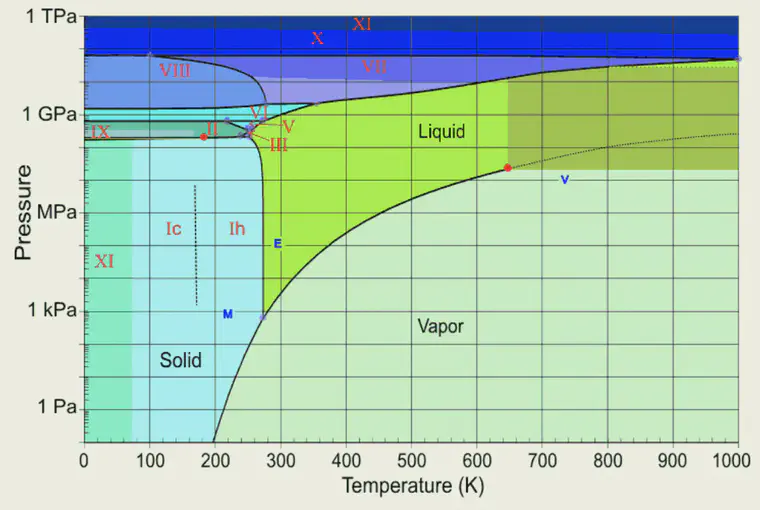 1 TPa
XI
X
VIII
VII
1 GPa
VI
V
IX
II
III
Liquid
V
MPa
Pressure
Ic
Ih
E
XI
1 kPa
M
Vapor
Solid
1 Pa
0 100 200 300 400 500 600 700 800 900 1000
Temperature (K)